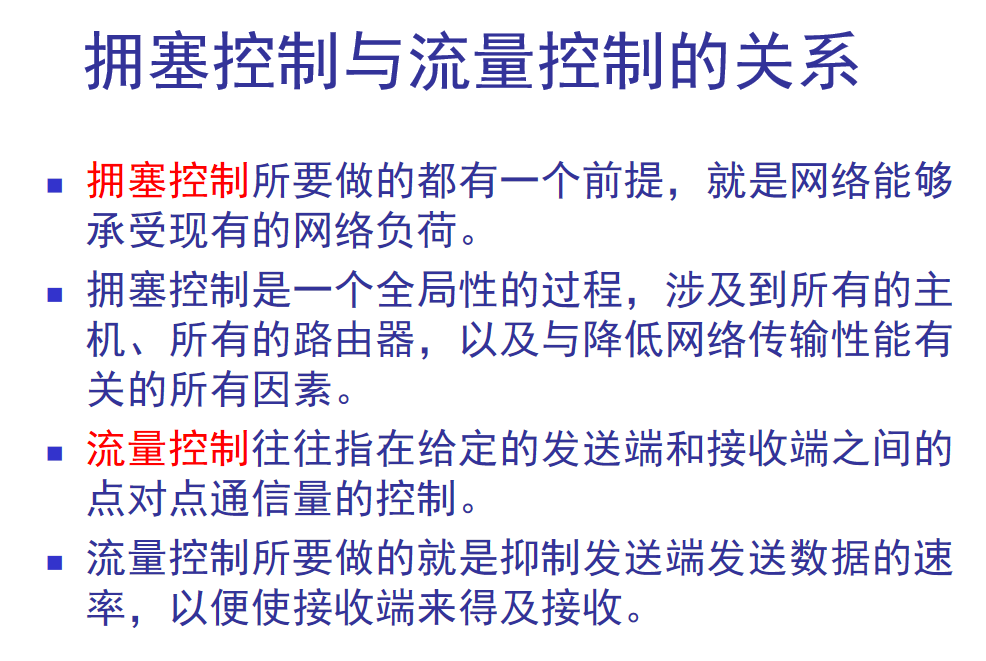 拥塞控制与流量控制的关系
拥塞控制所要做的都有一个前提，就是网络能够
承受现有的网络负荷。
拥塞控制是一个全局性的过程，涉及到所有的主
机、所有的路由器，以及与降低网络传输性能有
关的所有因素。
流量控制往往指在给定的发送端和接收端之间的
点对点通信量的控制。
流量控制所要做的就是抑制发送端发送数据的速
率，以便使接收端来得及接收。